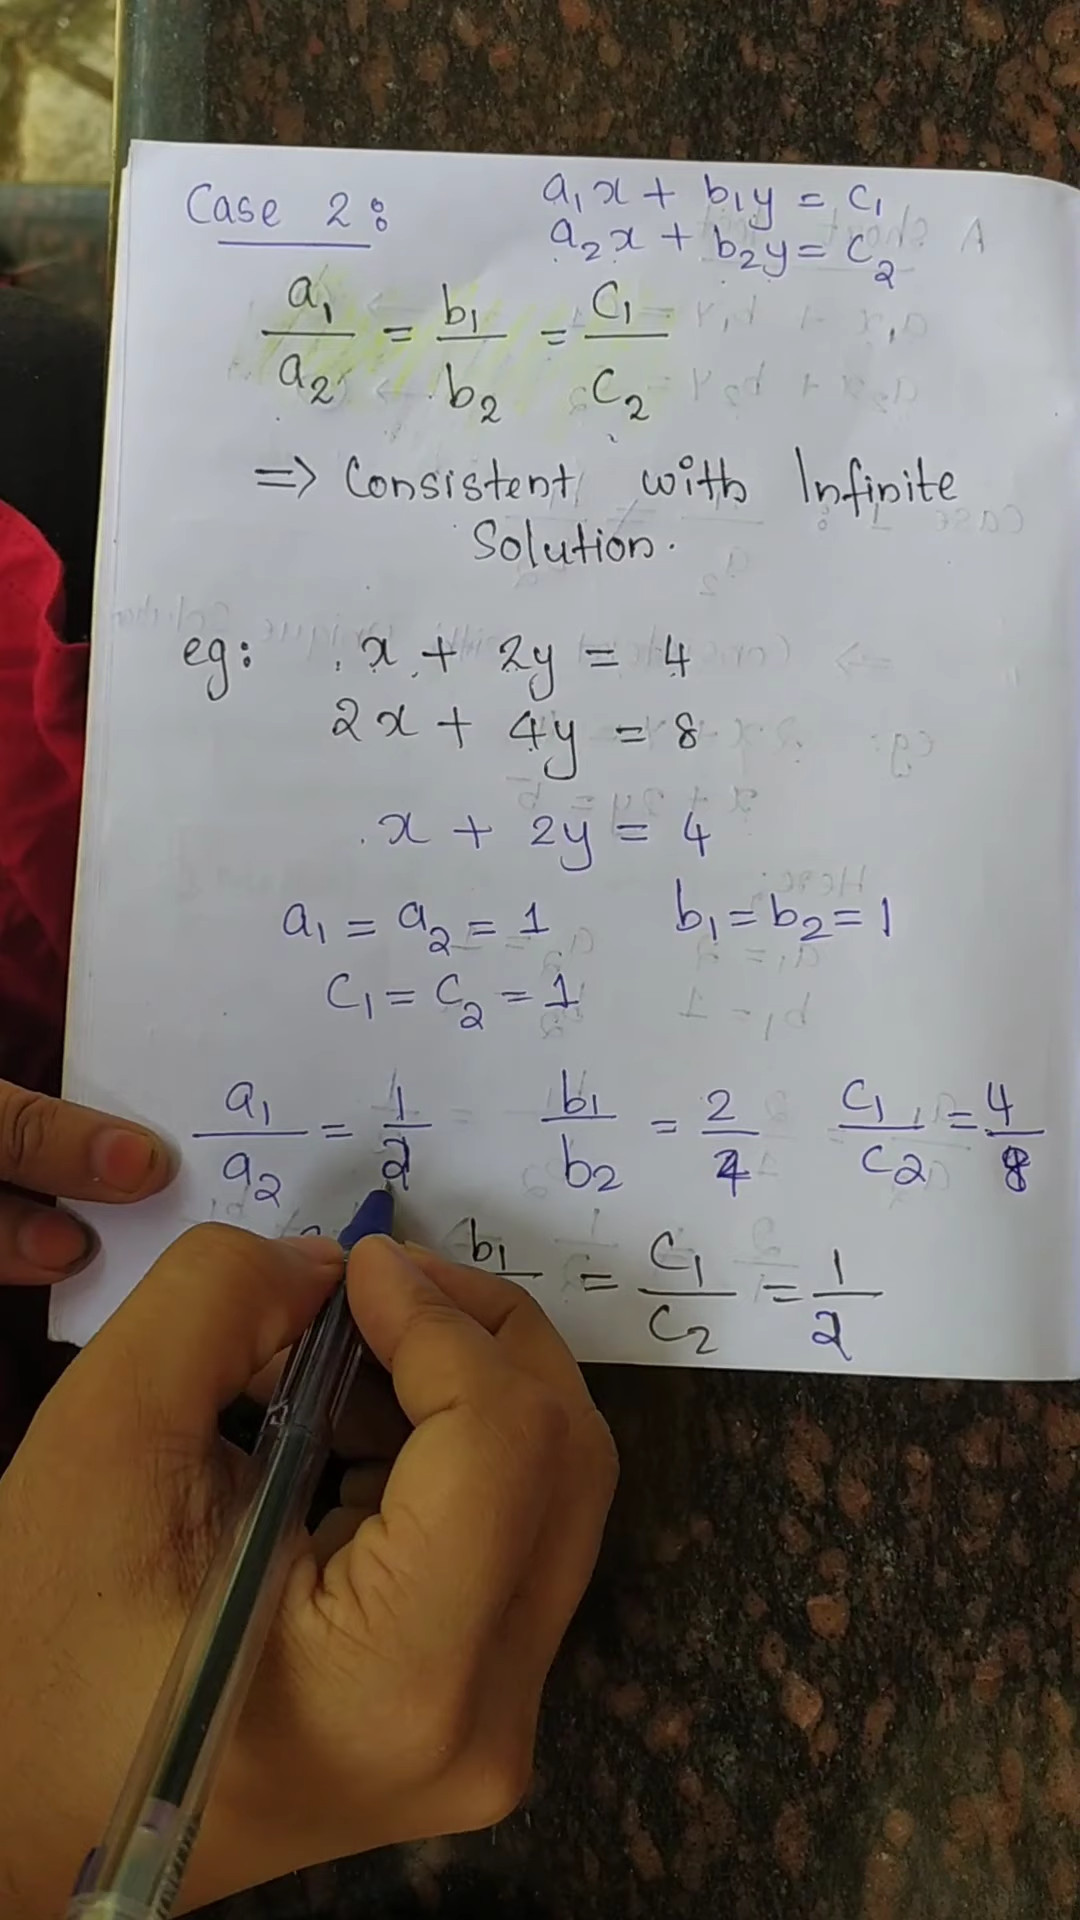 Case 2:
a₁x + b₁y = c₁
a₂x + b₂y = c₂
a₁/a₂ = b₁/b₂ = c₁/c₂
=> Consistent with Infinite
Solution.
eg: x + 2y = 4
2x + 4y = 8
x + 2y = 4
a₁ = a₂ = 1 b₁ = b₂ = 1
c₁ = c₂ = 1
a₁/a₂ = 1/2 b₁/b₂ = 2/4 c₁/c₂ = 4/8
b₁ = c₁/c₂ = 1/2